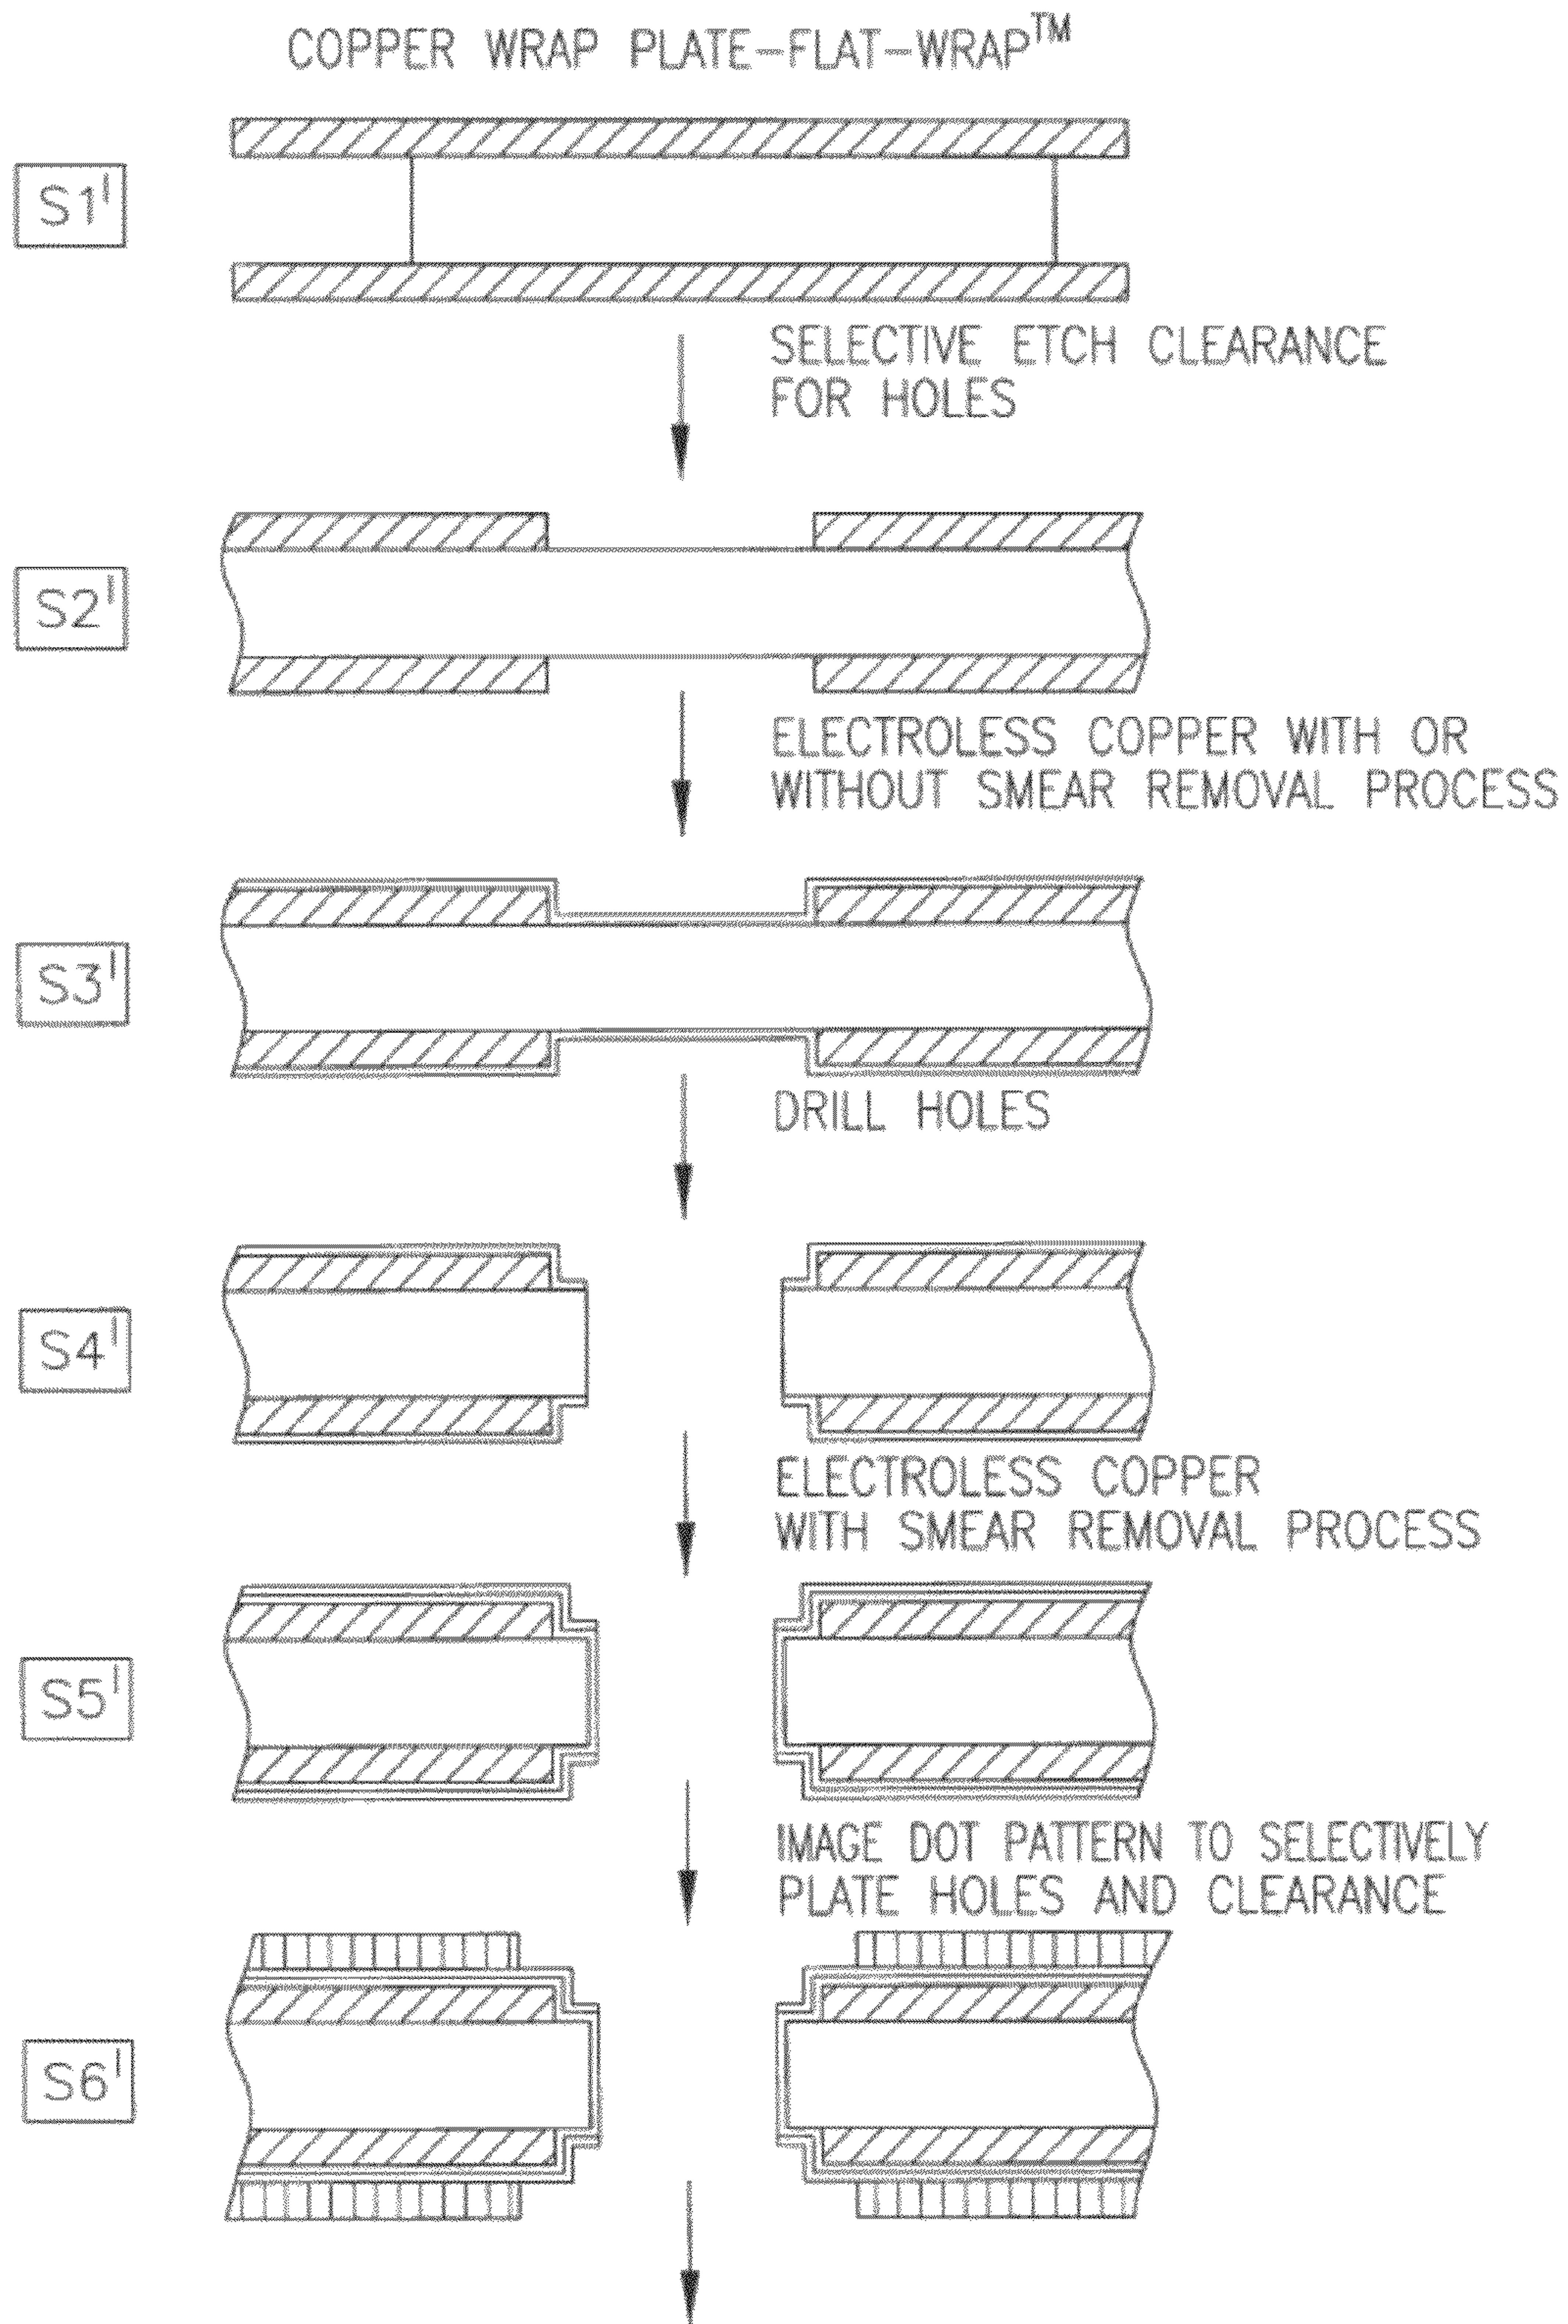 COPPER WRAP PLATE-FLAT-WRAP™
S1'
SELECTIVE ETCH CLEARANCE
FOR HOLES
S2'
ELECTROLESS COPPER WITH OR
WITHOUT SMEAR REMOVAL PROCESS
S3'
DRILL HOLES
S4'
ELECTROLESS COPPER
WITH SMEAR REMOVAL PROCESS
S5'
IMAGE DOT PATTERN TO SELECTIVELY
PLATE HOLES AND CLEARANCE
S6'